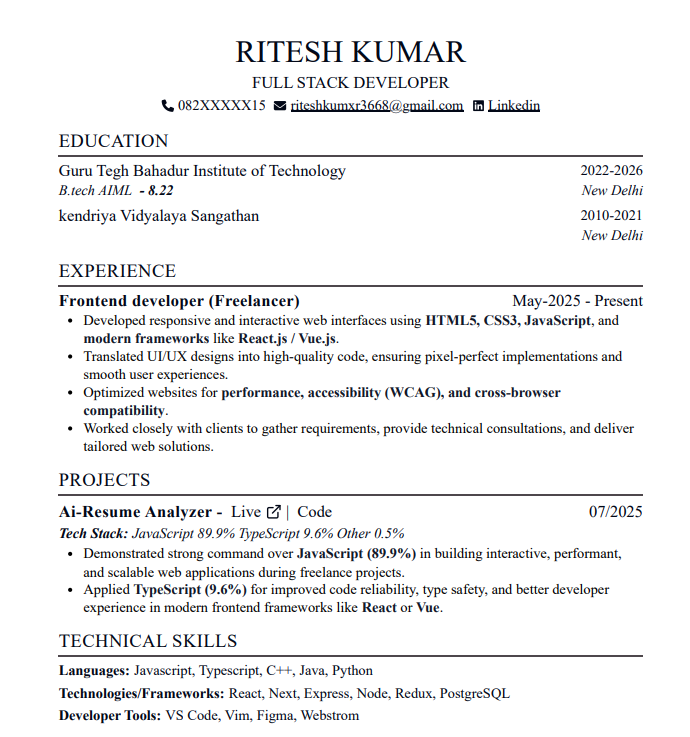 RITESH KUMAR
FULL STACK DEVELOPER
082XXXXX15 riteshkumxr3668@gmail.com Linkedin
EDUCATION
Guru Tegh Bahadur Institute of Technology 2022-2026
B.tech AIML - 8.22 New Delhi
kendriya Vidyalaya Sangathan 2010-2021
New Delhi
EXPERIENCE
Frontend developer (Freelancer) May-2025 - Present
• Developed responsive and interactive web interfaces using HTML5, CSS3, JavaScript, and
modern frameworks like React.js / Vue.js.
• Translated UI/UX designs into high-quality code, ensuring pixel-perfect implementations and
smooth user experiences.
• Optimized websites for performance, accessibility (WCAG), and cross-browser
compatibility.
• Worked closely with clients to gather requirements, provide technical consultations, and deliver
tailored web solutions.
PROJECTS
Ai-Resume Analyzer - Live | Code 07/2025
Tech Stack: JavaScript 89.9% TypeScript 9.6% Other 0.5%
• Demonstrated strong command over JavaScript (89.9%) in building interactive, performant,
and scalable web applications during freelance projects.
• Applied TypeScript (9.6%) for improved code reliability, type safety, and better developer
experience in modern frontend frameworks like React or Vue.
TECHNICAL SKILLS
Languages: Javascript, Typescript, C++, Java, Python
Technologies/Frameworks: React, Next, Express, Node, Redux, PostgreSQL
Developer Tools: VS Code, Vim, Figma, Webstrom